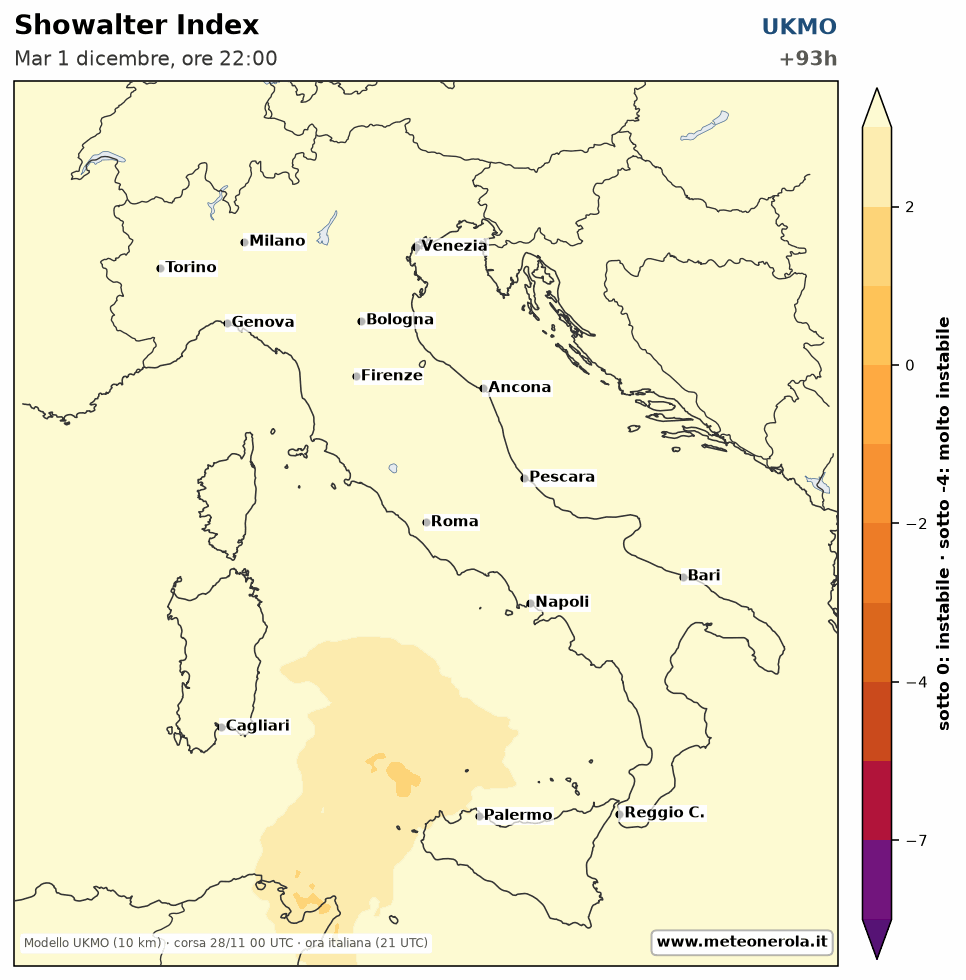 Showalter Index
UKMO
Mar 1 dicembre, ore 22:00
+93h
Milano
Venezia
Torino
Genova
Bologna
Firenze
Ancona
Pescara
Roma
Bari
Napoli
Cagliari
Palermo
Reggio C.
2
0
−2
−4
−7
sotto 0: instabile · sotto -4: molto instabile
Modello UKMO (10 km) · corsa 28/11 00 UTC · ora italiana (21 UTC)
www.meteonerola.it